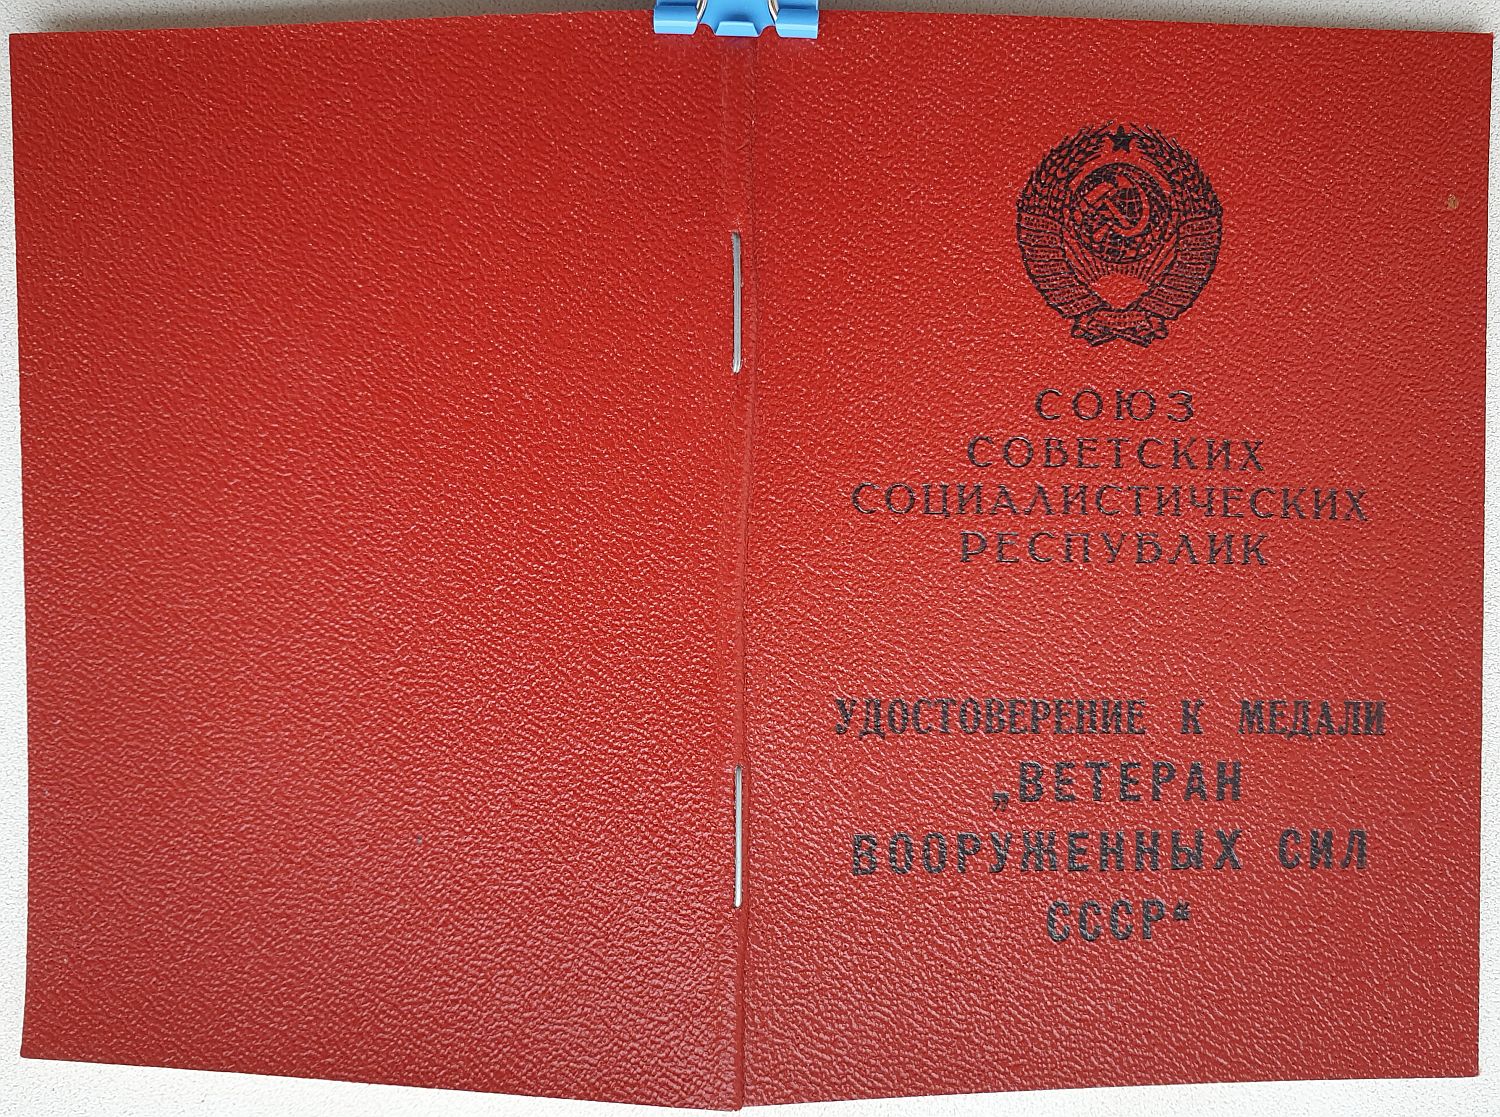 СОЮЗ
СОВЕТСКИХ
СОЦИАЛИСТИЧЕСКИХ
РЕСПУБЛИК
УДОСТОВЕРЕНИЕ К МЕДАЛИ
„ВЕТЕРАН
ВООРУЖЕННЫХ СИЛ
СССР“